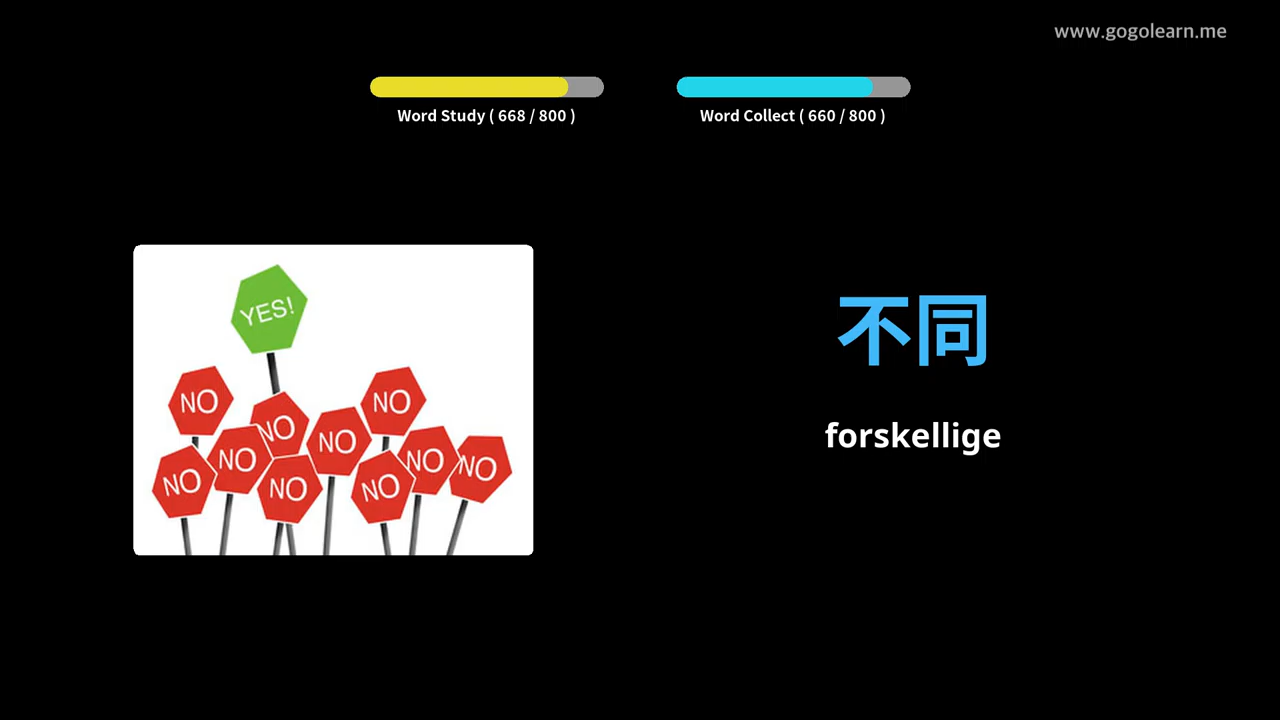 www.gogolearn.me
Word Study ( 668 / 800 )
Word Collect ( 660 / 800 )
YES!
NO
NO
NO
NO
NO
NO
NO
NO
NO
NO
不同
forskellige